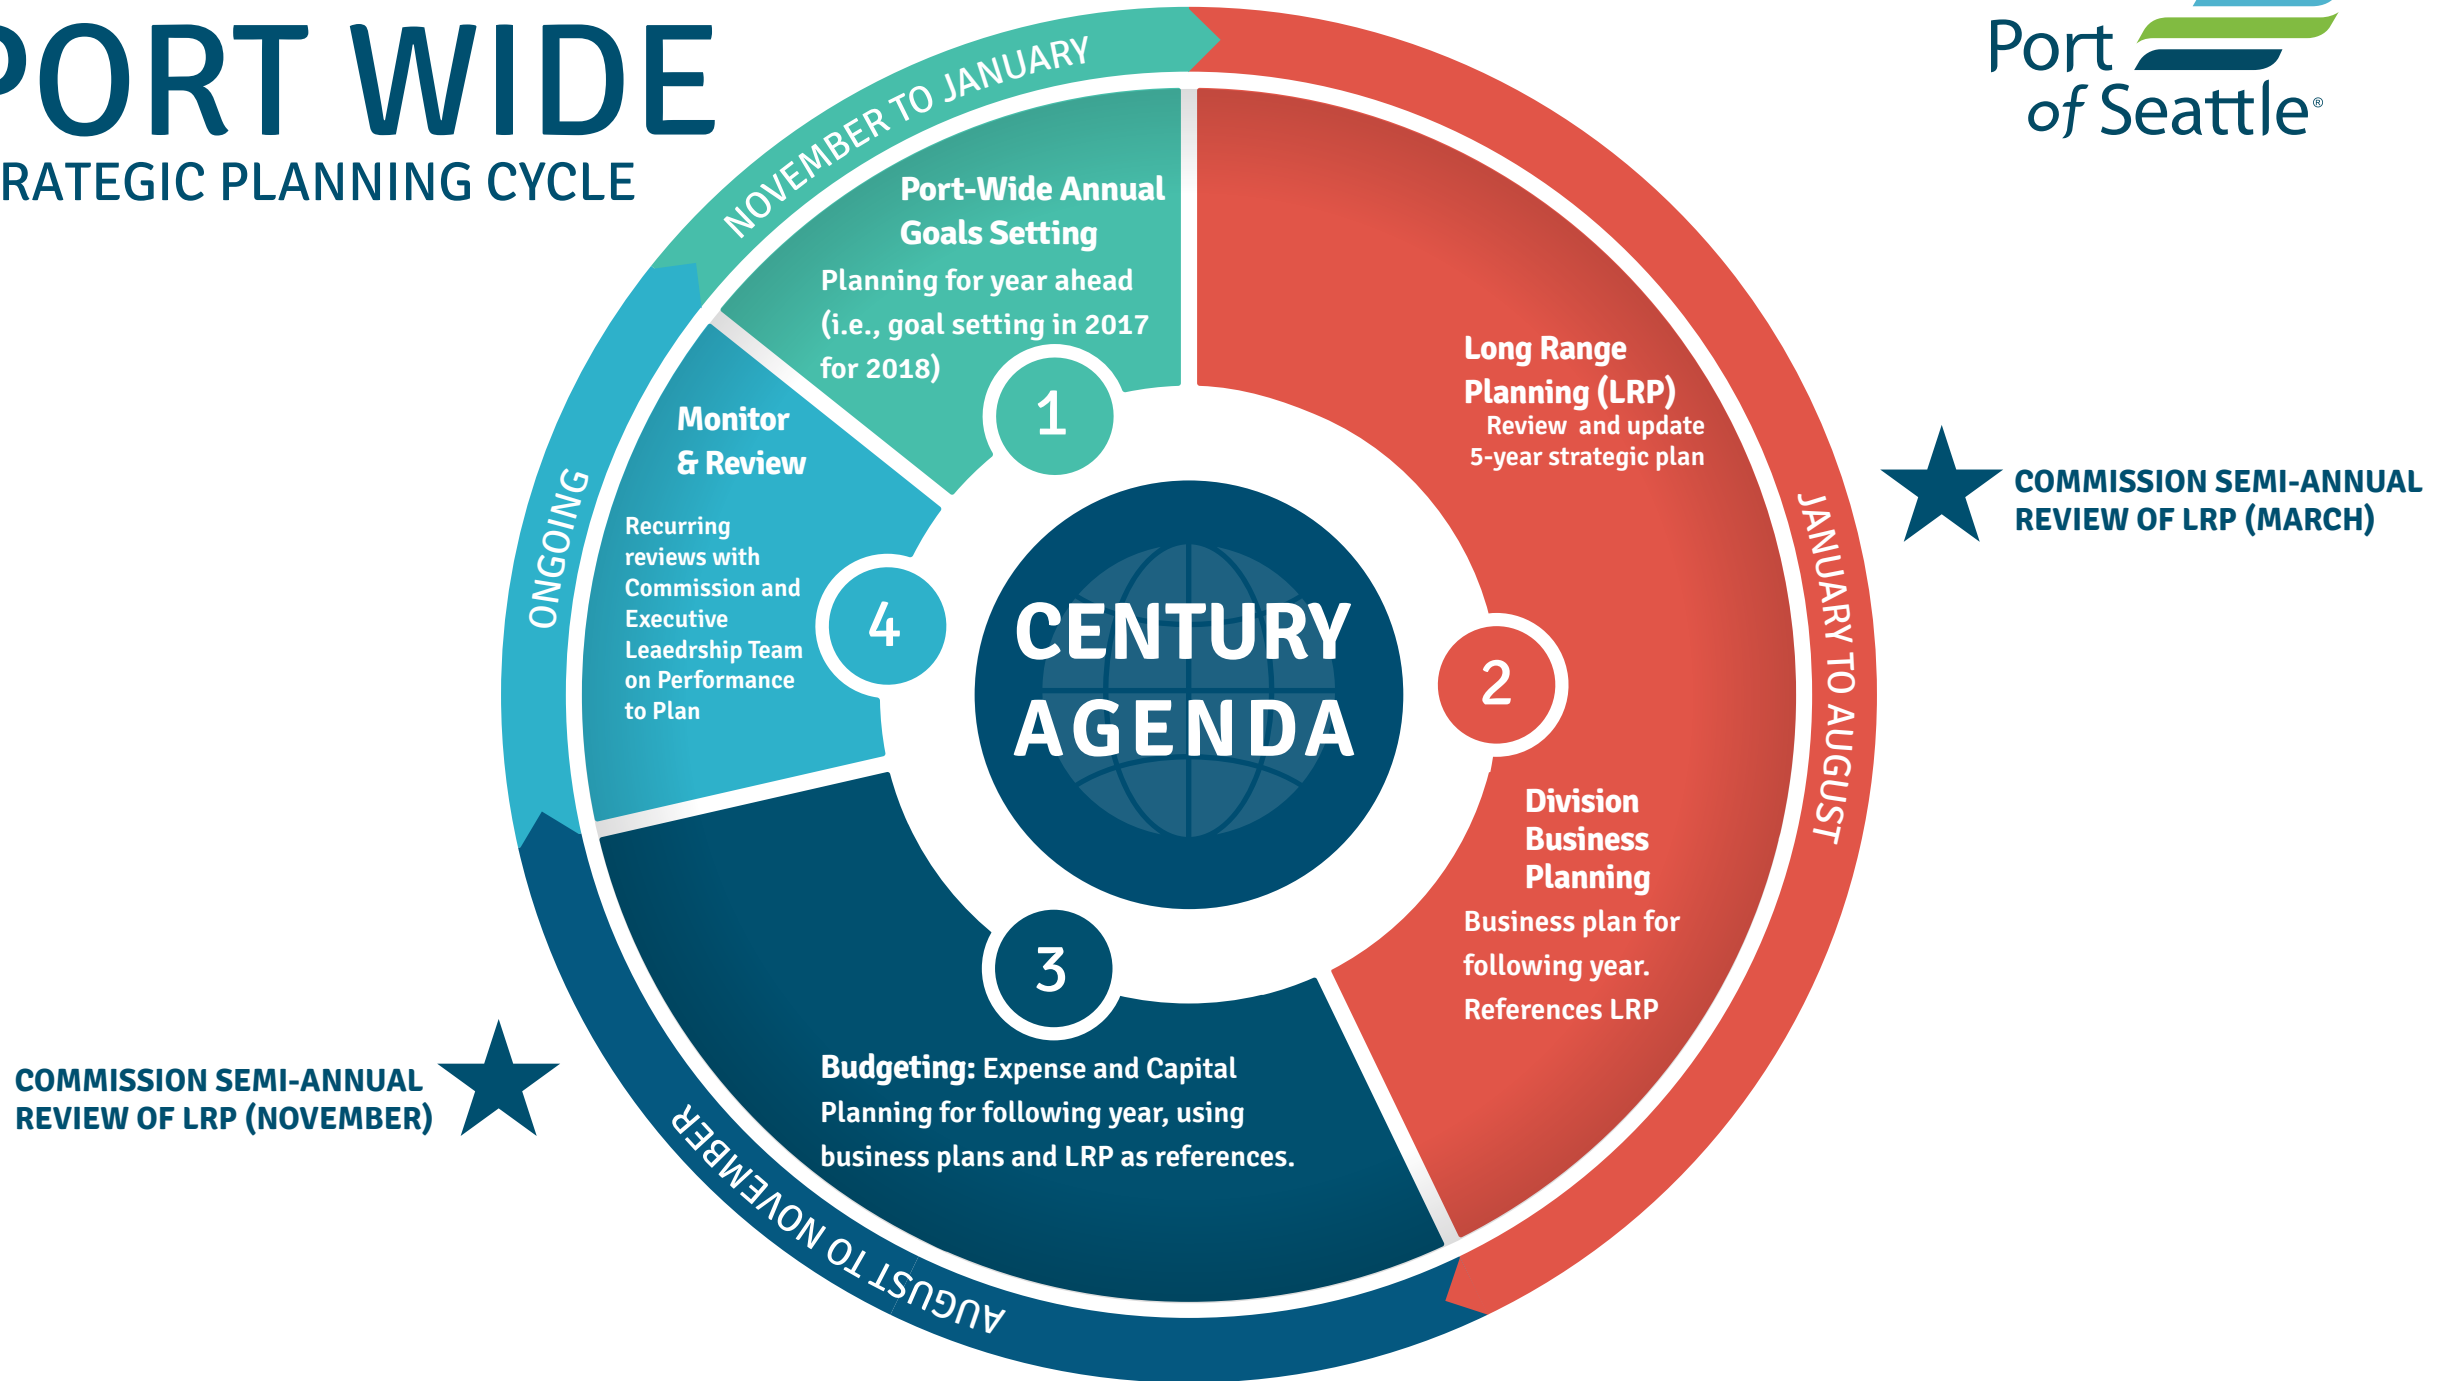 PORT WIDE
RATEGIC PLANNING CYCLE
Port
of Seattle®
NOVEMBER TO JANUARY
Port-Wide Annual
Goals Setting
Planning for year ahead
(i.e., goal setting in 2017
for 2018)
1
Long Range
Planning (LRP)
Review and update
5-year strategic plan
JANUARY TO AUGUST
COMMISSION SEMI-ANNUAL
REVIEW OF LRP (MARCH)
2
Division
Business
Planning
Business plan for
following year.
References LRP
CENTURY
AGENDA
3
Budgeting: Expense and Capital
Planning for following year, using
business plans and LRP as references.
AUGUST TO NOVEMBER
COMMISSION SEMI-ANNUAL
REVIEW OF LRP (NOVEMBER)
ONGOING
Monitor
& Review
Recurring
reviews with
Commission and
Executive
Leaedrship Team
on Performance
to Plan
4